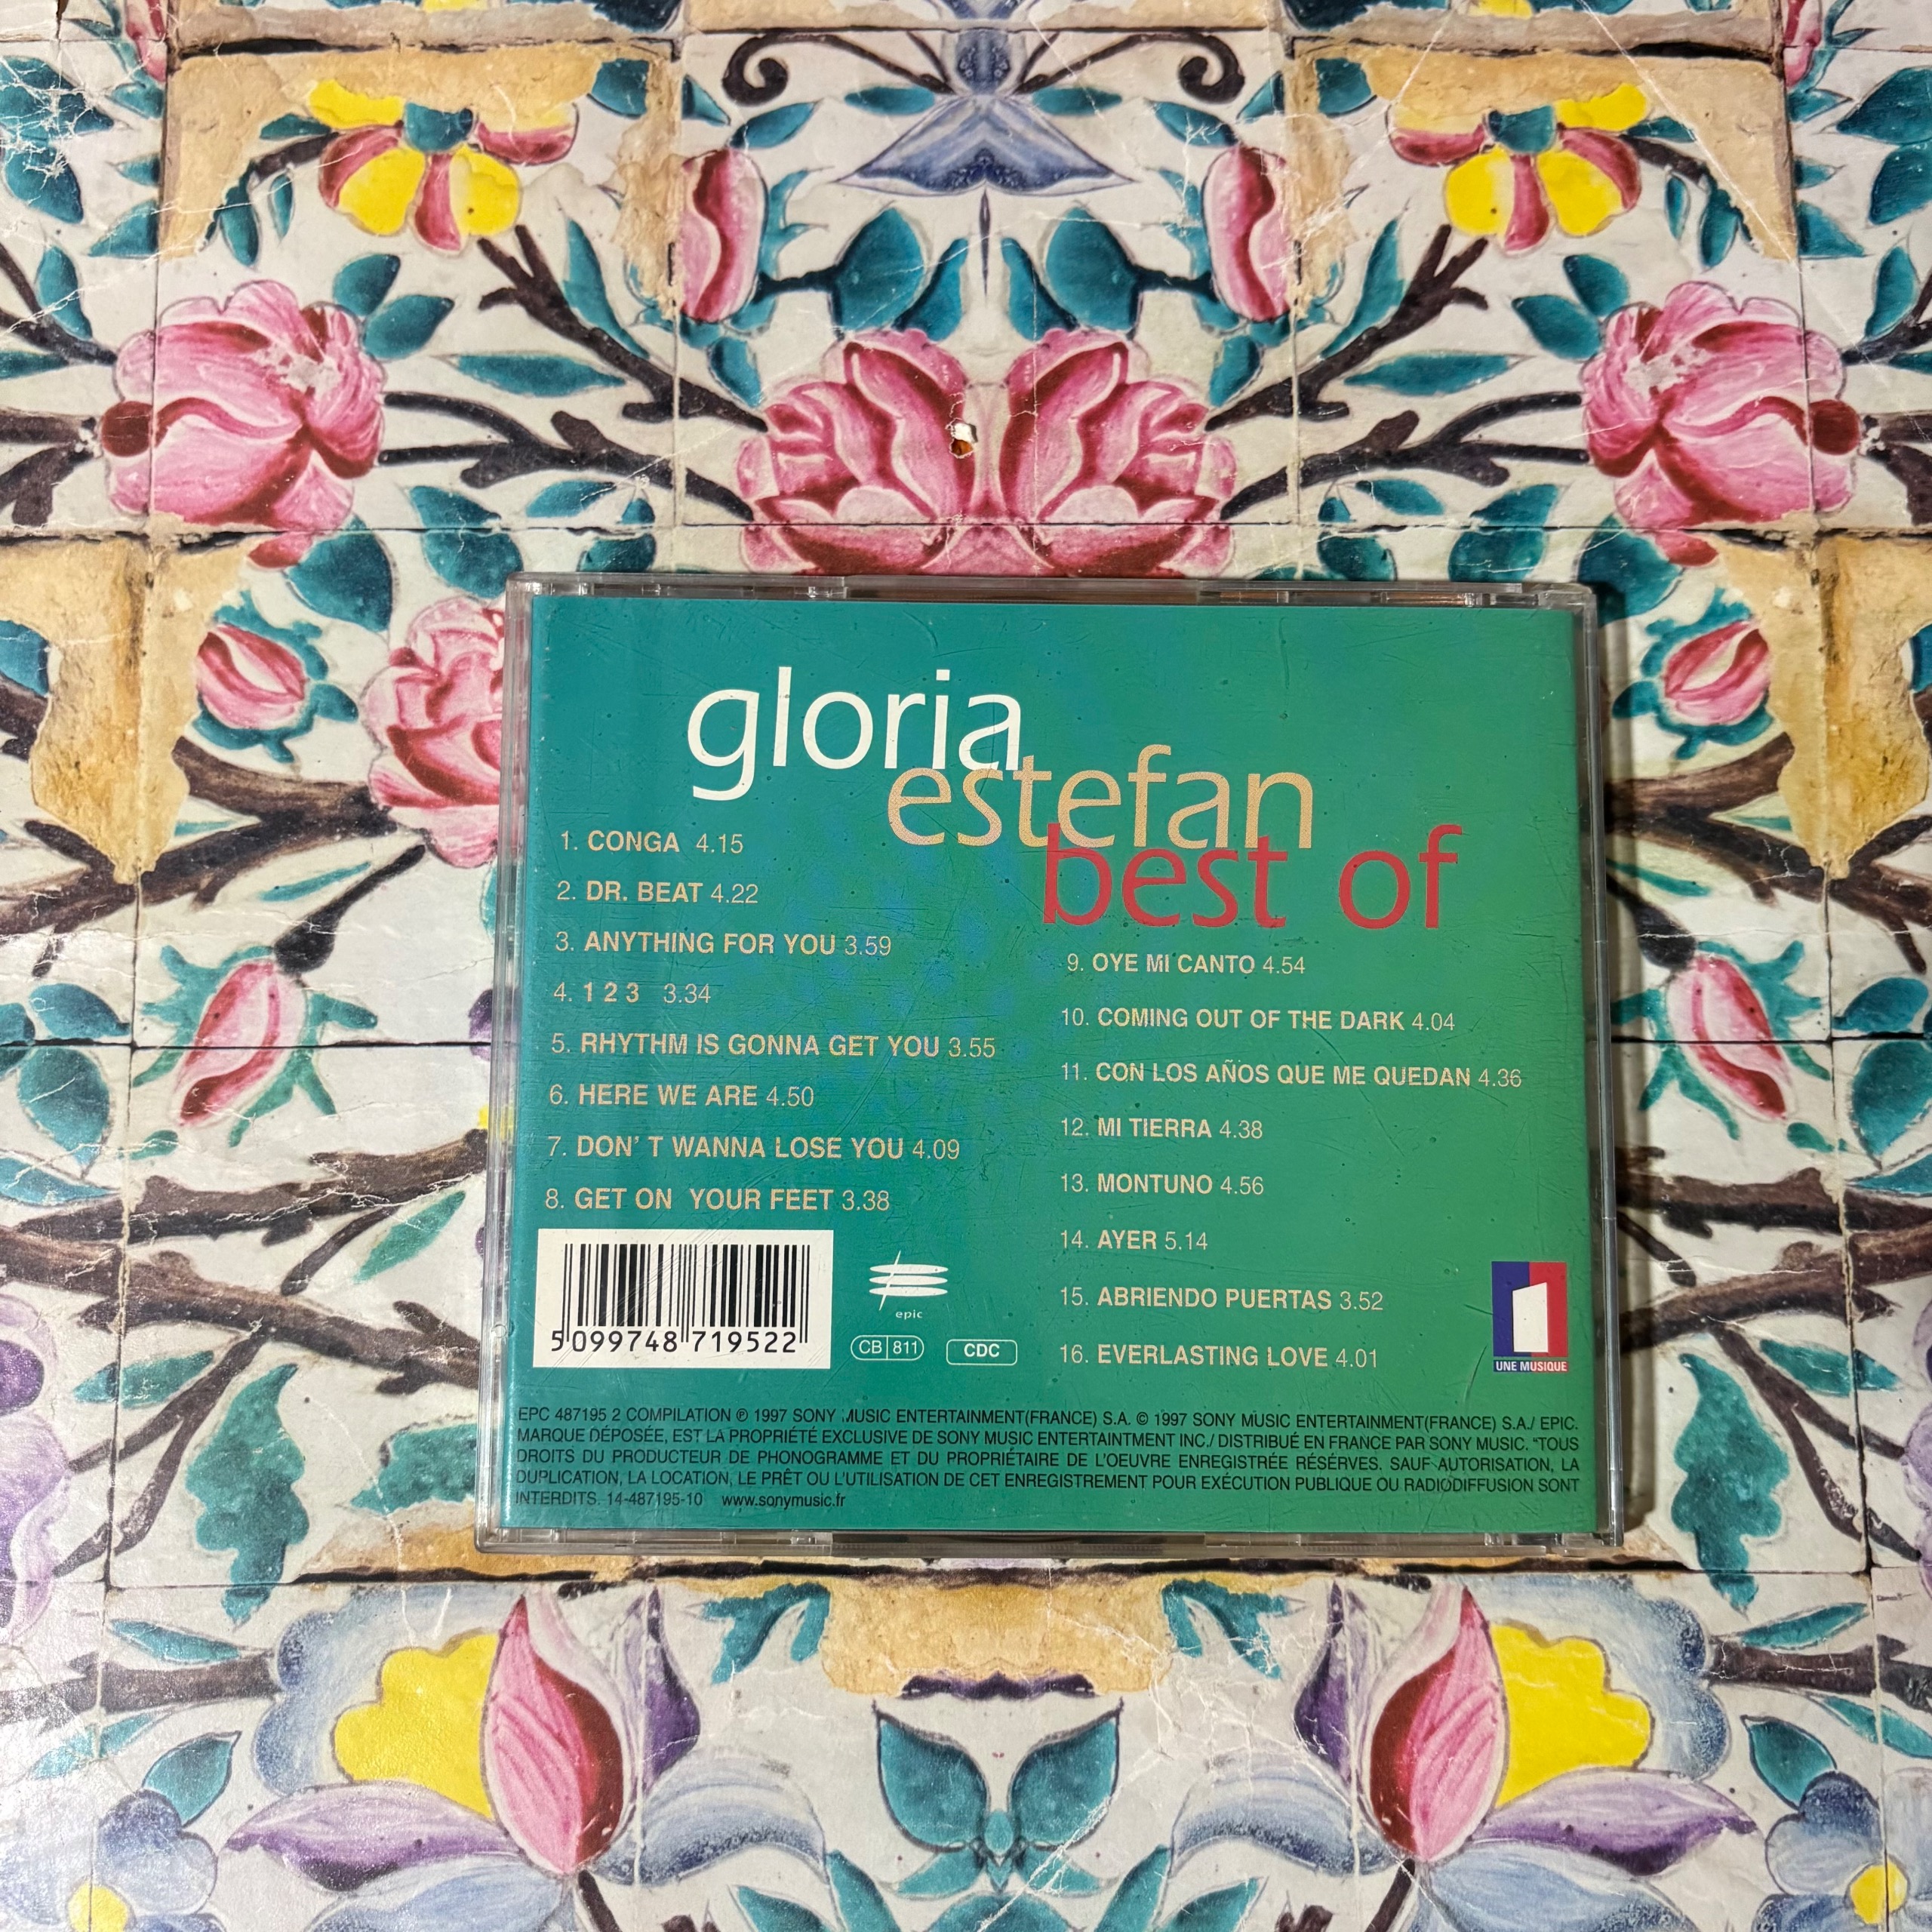 gloria
estefan
best of
1. CONGA 4.15
2. DR. BEAT 4.22
3. ANYTHING FOR YOU 3.59
4. 1 2 3 3.34
5. RHYTHM IS GONNA GET YOU 3.55
6. HERE WE ARE 4.50
7. DON' T WANNA LOSE YOU 4.09
8. GET ON YOUR FEET 3.38
9. OYE MI CANTO 4.54
10. COMING OUT OF THE DARK 4.04
11. CON LOS AÑOS QUE ME QUEDAN 4.36
12. MI TIERRA 4.38
13. MONTUNO 4.56
14. AYER 5.14
15. ABRIENDO PUERTAS 3.52
16. EVERLASTING LOVE 4.01
5099748719522
epic
CB 811
CDC
1
UNE MUSIQUE
EPC 487195 2 COMPILATION ℗ 1997 SONY MUSIC ENTERTAINMENT(FRANCE) S.A. © 1997 SONY MUSIC ENTERTAINMENT(FRANCE) S.A./ EPIC.
MARQUE DÉPOSÉE, EST LA PROPRIÉTÉ EXCLUSIVE DE SONY MUSIC ENTERTAINTMENT INC./ DISTRIBUÉ EN FRANCE PAR SONY MUSIC. "TOUS
DROITS DU PRODUCTEUR DE PHONOGRAMME ET DU PROPRIÉTAIRE DE L'OEUVRE ENREGISTRÉE RÉSERVÉS. SAUF AUTORISATION, LA
DUPLICATION, LA LOCATION, LE PRÊT OU L'UTILISATION DE CET ENREGISTREMENT POUR EXÉCUTION PUBLIQUE OU RADIODIFFUSION SONT
INTERDITS. 14-487195-10 www.sonymusic.fr